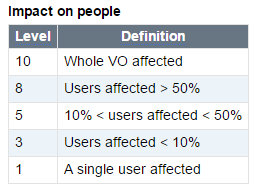 Impact on people
Level Definition
10 Whole VO affected
8 Users affected > 50%
5 10% < users affected < 50%
3 Users affected < 10%
1 A single user affected